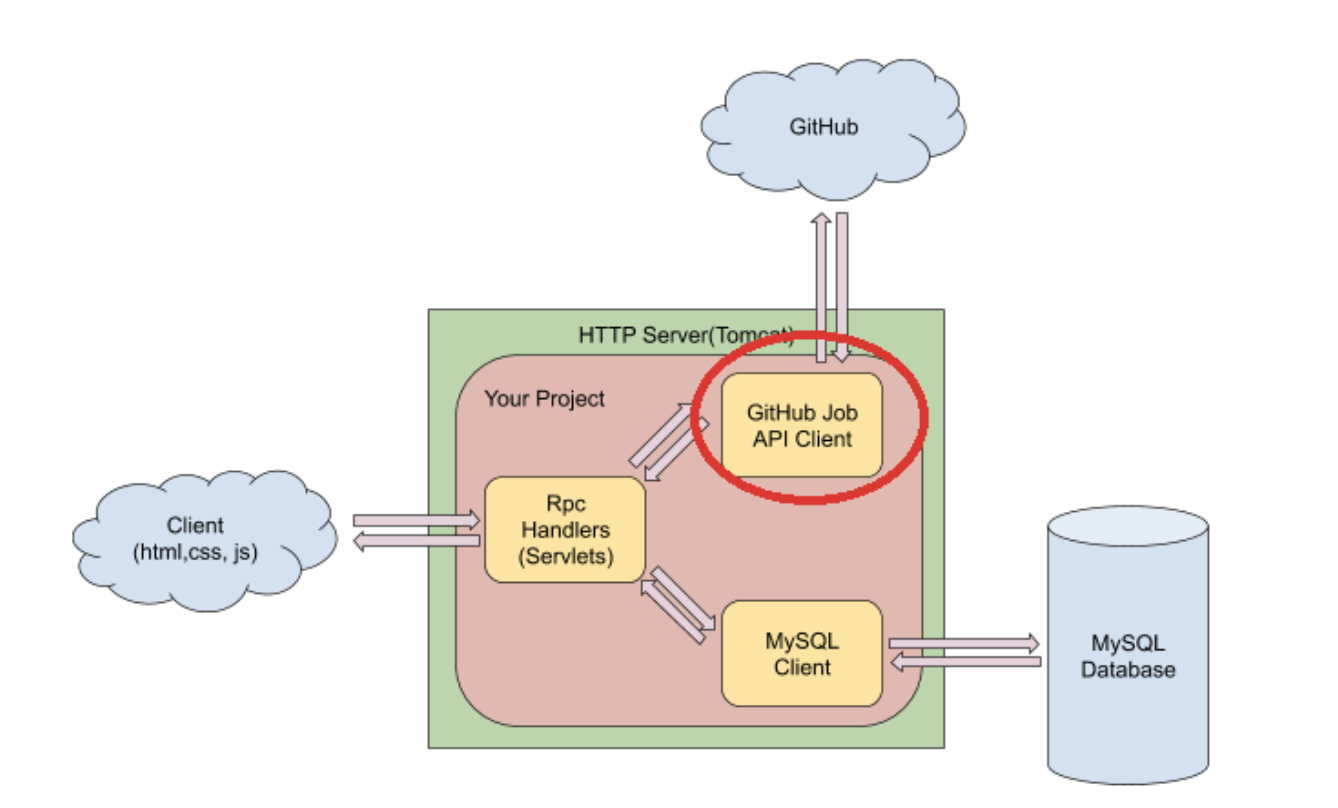 GitHub
HTTP Server(Tomcat)
Your Project
GitHub Job
API Client
Rpc
Handlers
(Servlets)
Client
(html,css, js)
MySQL
Client
MySQL
Database